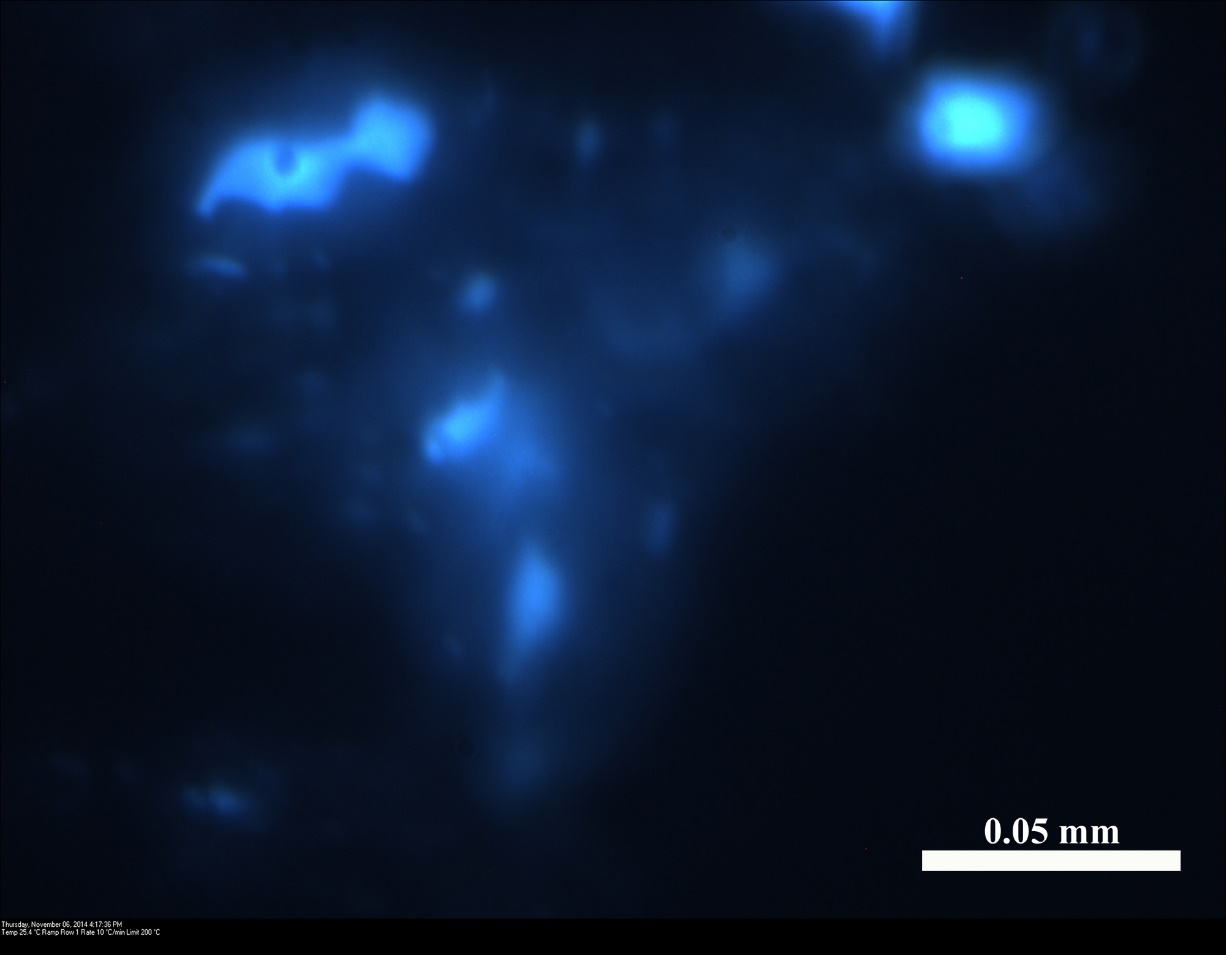 0.05 mm
Thursday, November 06, 2014 4:17:36 PM
Temp 25.4 °C Ramp Row 1 Rate 10 °C/min Limit 200 °C